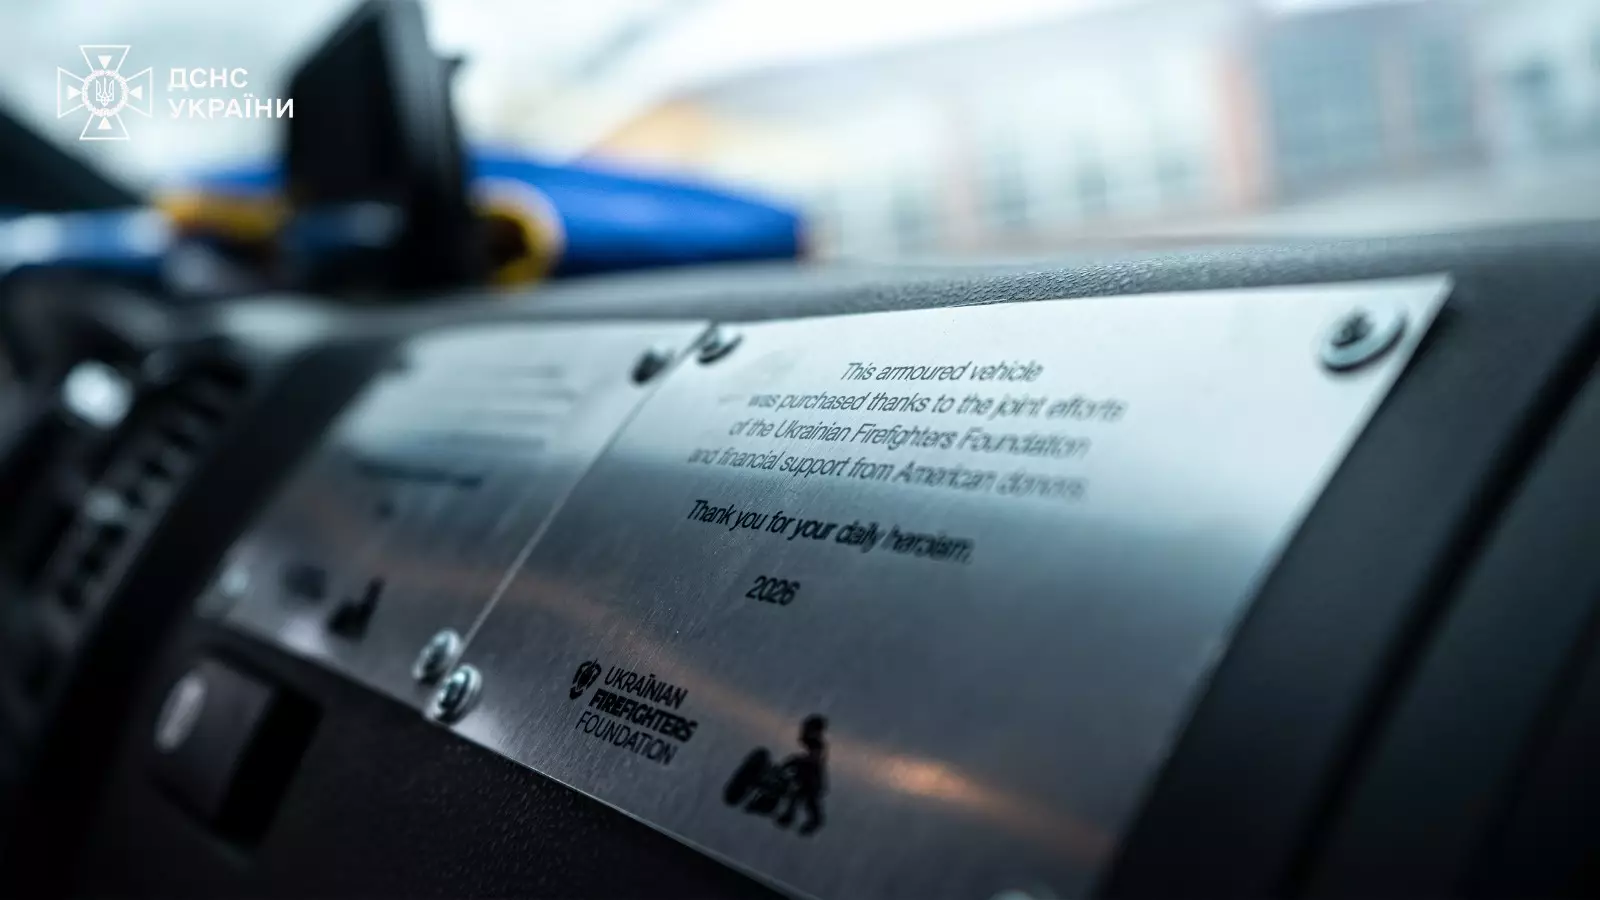 ДСНС
УКРАЇНИ
This armoured vehicle
was purchased thanks to the joint efforts
of the Ukrainian Firefighters Foundation
and financial support from American donors.
Thank you for your daily heroism.
2026
UKRAÏNIAN
FIREFIGHTERS
FOUNDATION